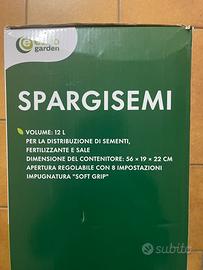 euro
garden
SPARGISEMI
VOLUME: 12 L
PER LA DISTRIBUZIONE DI SEMENTI,
FERTILIZZANTE E SALE
DIMENSIONE DEL CONTENITORE: 56 × 19 × 22 CM
APERTURA REGOLABILE CON 8 IMPOSTAZIONI
IMPUGNATURA "SOFT GRIP"
subito